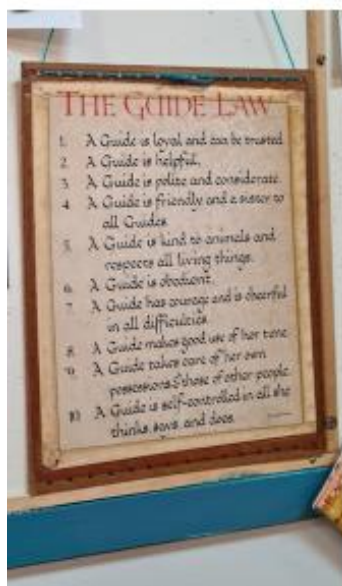 THE GUIDE LAW
1. A Guide is loyal and can be trusted
2 A Guide is helpful.
3 A Guide is polite and considerate.
4 A Guide is friendly and a sister to
all Guides.
5. A Guide is kind to animals and
respects all living things.
6. A Guide is obedient.
7. A Guide has courage and is cheerful
in all difficulties.
8. A Guide makes good use of her time
9. A Guide takes care of her own
possessions & those of other people.
10 A Guide is self-controlled in all she
thinks, says, and does.